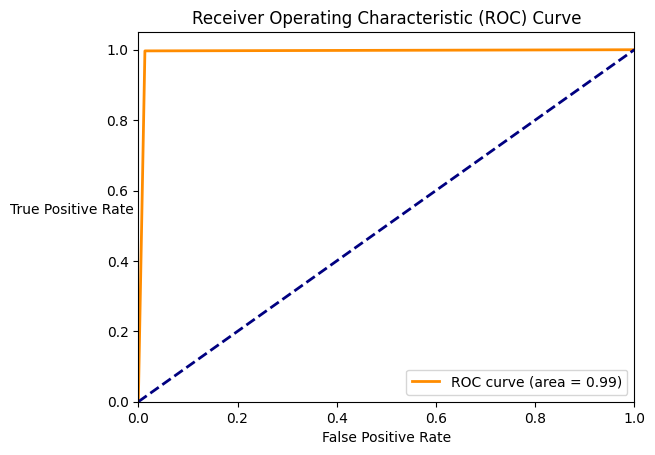 Receiver Operating Characteristic (ROC) Curve
1.0
0.8
0.6
True Positive Rate
0.4
0.2
0.0
ROC curve (area = 0.99)
0.0 0.2 0.4 0.6 0.8 1.0
False Positive Rate